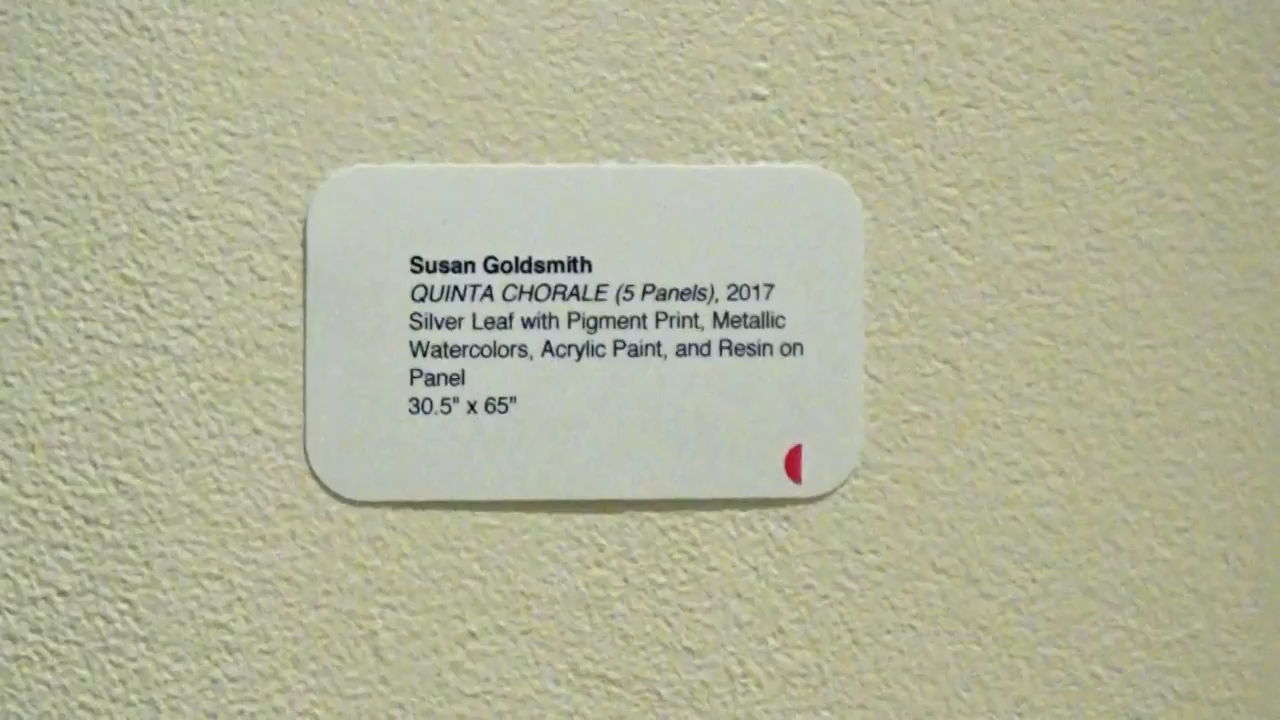 Susan Goldsmith
QUINTA CHORALE (5 Panels), 2017
Silver Leaf with Pigment Print, Metallic
Watercolors, Acrylic Paint, and Resin on
Panel
30.5" x 65"